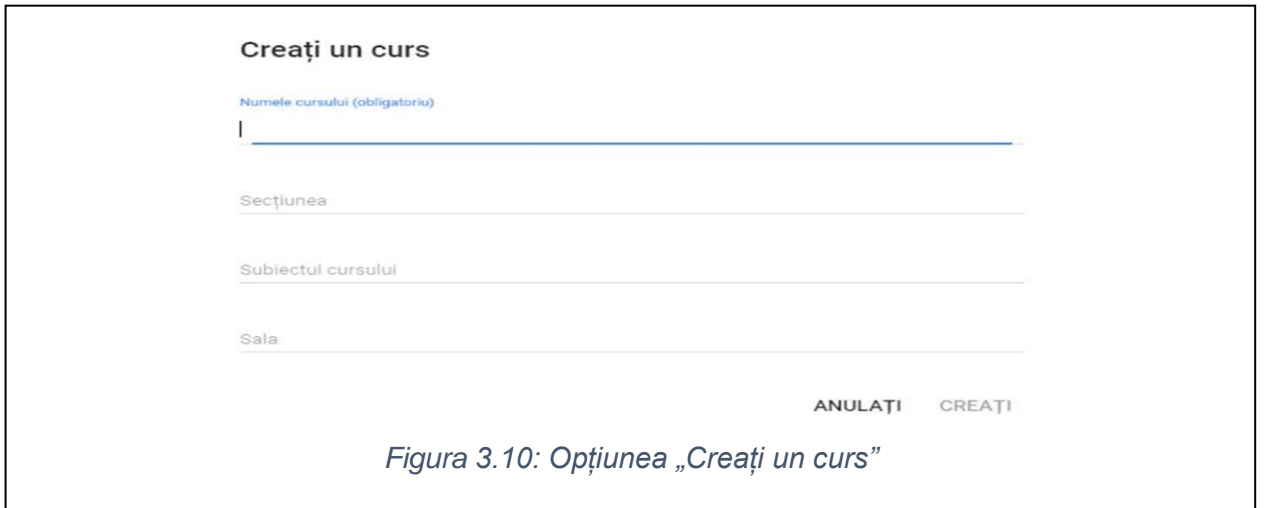 Creați un curs
Numele cursului (obligatoriu)
Secțiunea
Subiectul cursului
Sala
ANULAȚI CREAȚI
Figura 3.10: Opțiunea „Creați un curs”